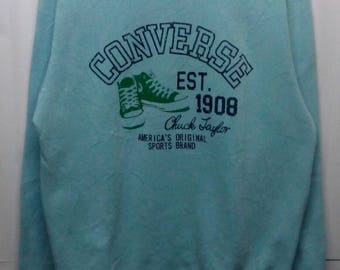 CONVERSE
EST.
1908
Chuck Taylor
AMERICA'S ORIGINAL
SPORTS BRAND